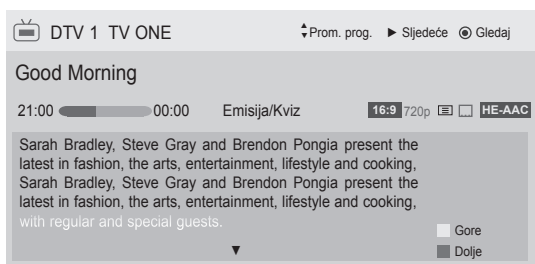 DTV 1 TV ONE Prom. prog. Sljedeće Gledaj
Good Morning
21:00 00:00 Emisija/Kviz 16:9 720p HE-AAC
Sarah Bradley, Steve Gray and Brendon Pongia present the
latest in fashion, the arts, entertainment, lifestyle and cooking,
Sarah Bradley, Steve Gray and Brendon Pongia present the
latest in fashion, the arts, entertainment, lifestyle and cooking,
with regular and special guests.
Gore
Dolje